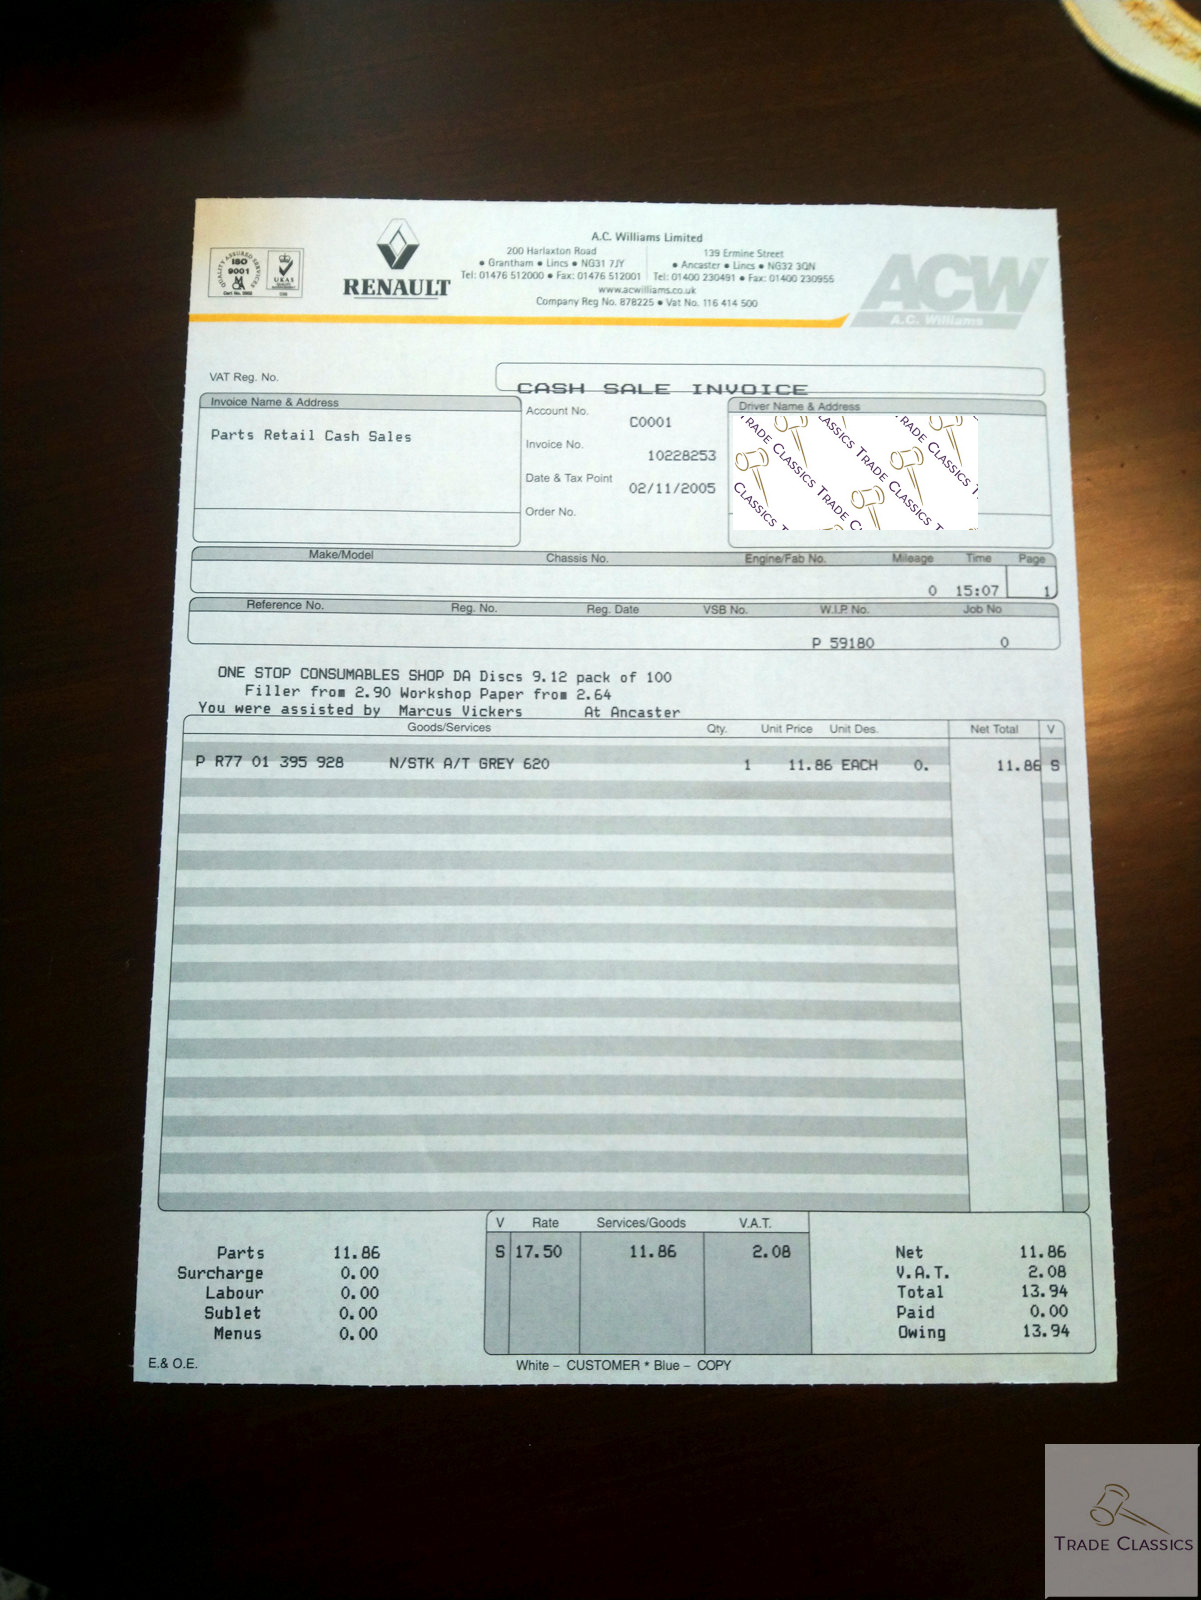 QUALITY ASSURED SERVICES
ISO
9001
UKAS
QUALITY
MANAGEMENT
RENAULT
A.C. Williams Limited
200 Harlaxton Road
• Grantham • Lincs • NG31 7JY
Tel: 01476 512000 • Fax: 01476 512001
139 Ermine Street
• Ancaster • Lincs • NG32 3QN
Tel: 01400 230491 • Fax: 01400 230955
www.acwilliams.co.uk
Company Reg No. 878225 • Vat No. 116 414 500
ACW
A.C. Williams
VAT Reg. No.
CASH SALE INVOICE
Invoice Name & Address
Parts Retail Cash Sales
Account No. C0001
Invoice No. 10228253
Date & Tax Point 02/11/2005
Order No.
Driver Name & Address
TRADE CLASSICS
Make/Model Chassis No. Engine/Fab No. Mileage Time Page
0 15:07 1
Reference No. Reg. No. Reg. Date VSB No. W.I.P. No. Job No
P 59180 0
ONE STOP CONSUMABLES SHOP DA Discs 9.12 pack of 100
Filler from 2.90 Workshop Paper from 2.64
You were assisted by Marcus Vickers At Ancaster
Goods/Services Qty. Unit Price Unit Des. Net Total V
P R77 01 395 928 N/STK A/T GREY 620 1 11.86 EACH 0. 11.86 S
V Rate Services/Goods V.A.T.
S 17.50 11.86 2.08
Parts 11.86
Surcharge 0.00
Labour 0.00
Sublet 0.00
Menus 0.00
Net 11.86
V.A.T. 2.08
Total 13.94
Paid 0.00
Owing 13.94
E.& O.E.
White – CUSTOMER * Blue – COPY
TRADE CLASSICS